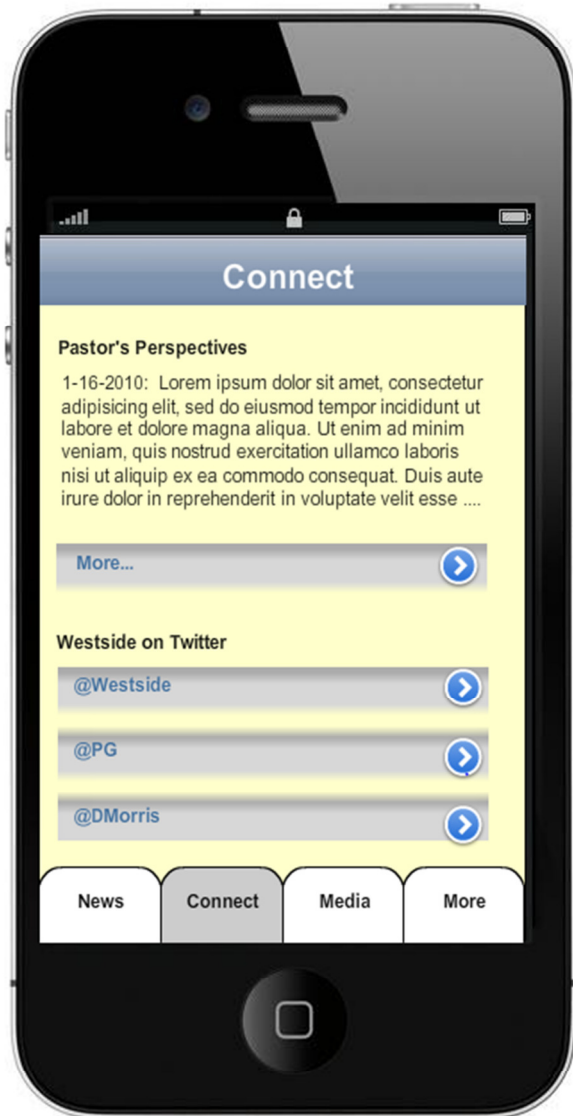 Connect
Pastor's Perspectives
1-16-2010: Lorem ipsum dolor sit amet, consectetur
adipisicing elit, sed do eiusmod tempor incididunt ut
labore et dolore magna aliqua. Ut enim ad minim
veniam, quis nostrud exercitation ullamco laboris
nisi ut aliquip ex ea commodo consequat. Duis aute
irure dolor in reprehenderit in voluptate velit esse ....
More...
Westside on Twitter
@Westside
@PG
@DMorris
News Connect Media More